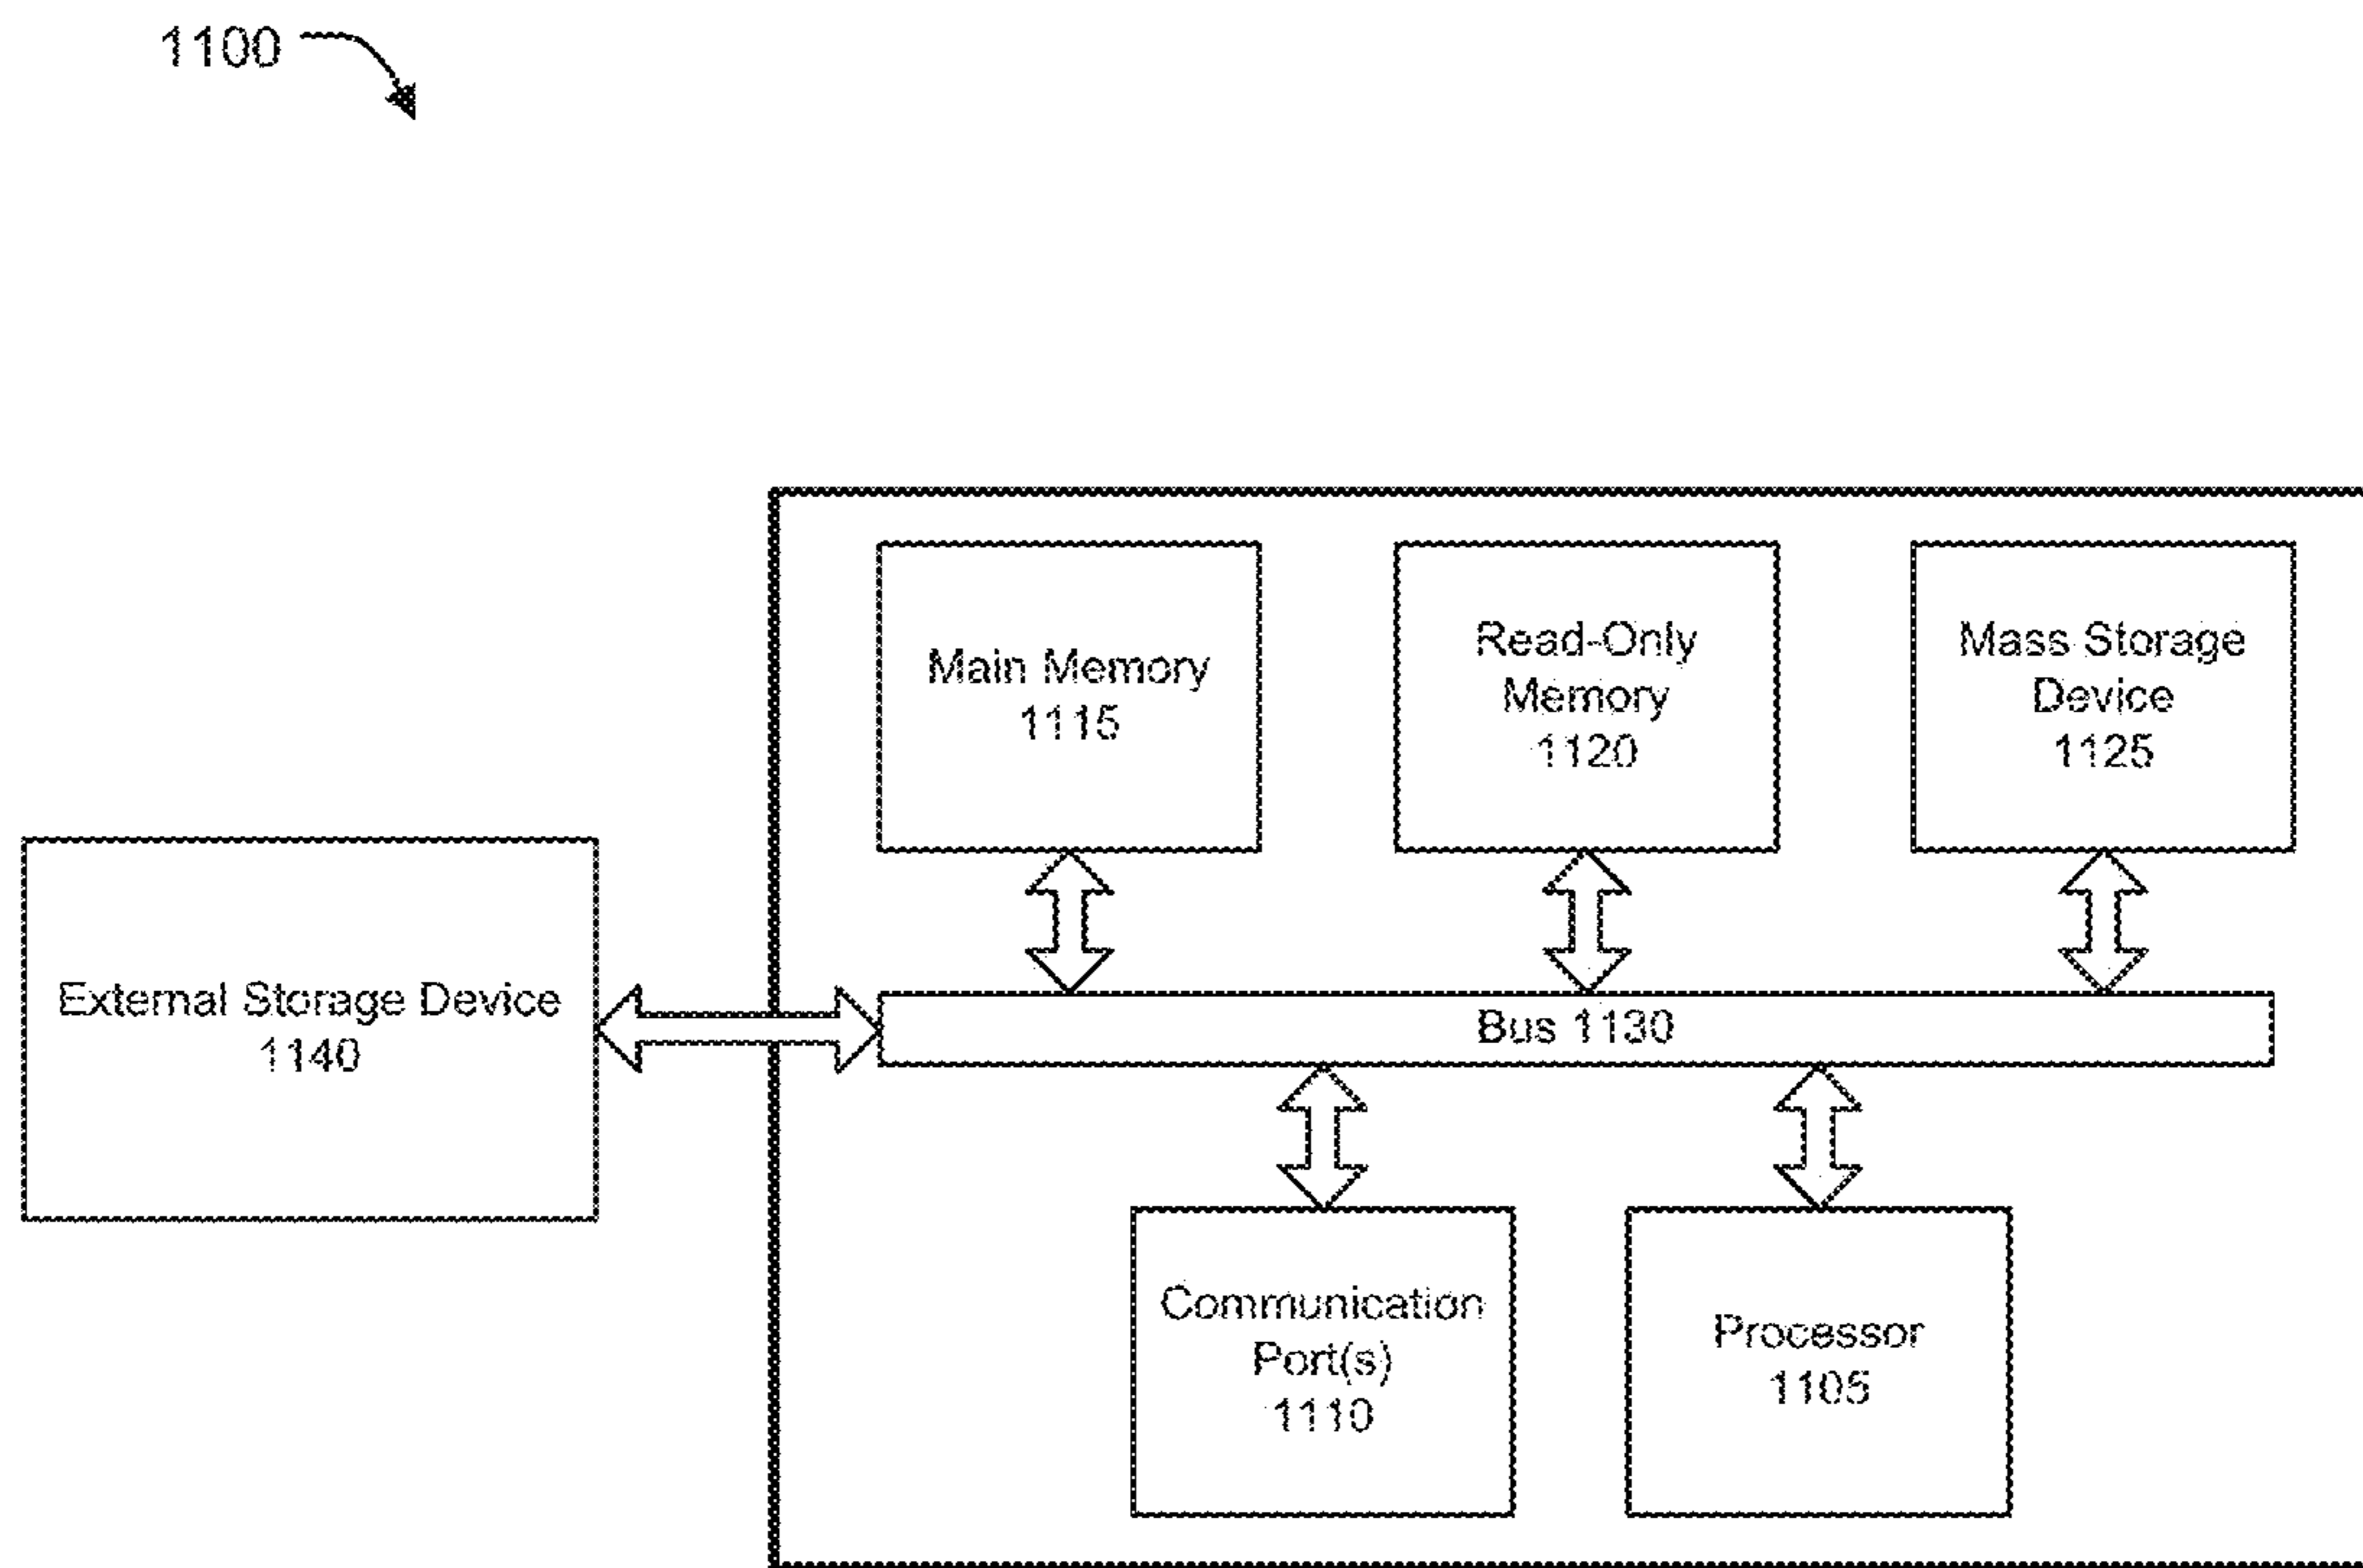 1100
Main Memory
1115
Read-Only
Memory
1120
Mass Storage
Device
1125
External Storage Device
1140
Bus 1130
Communication
Port(s)
1110
Processor
1105